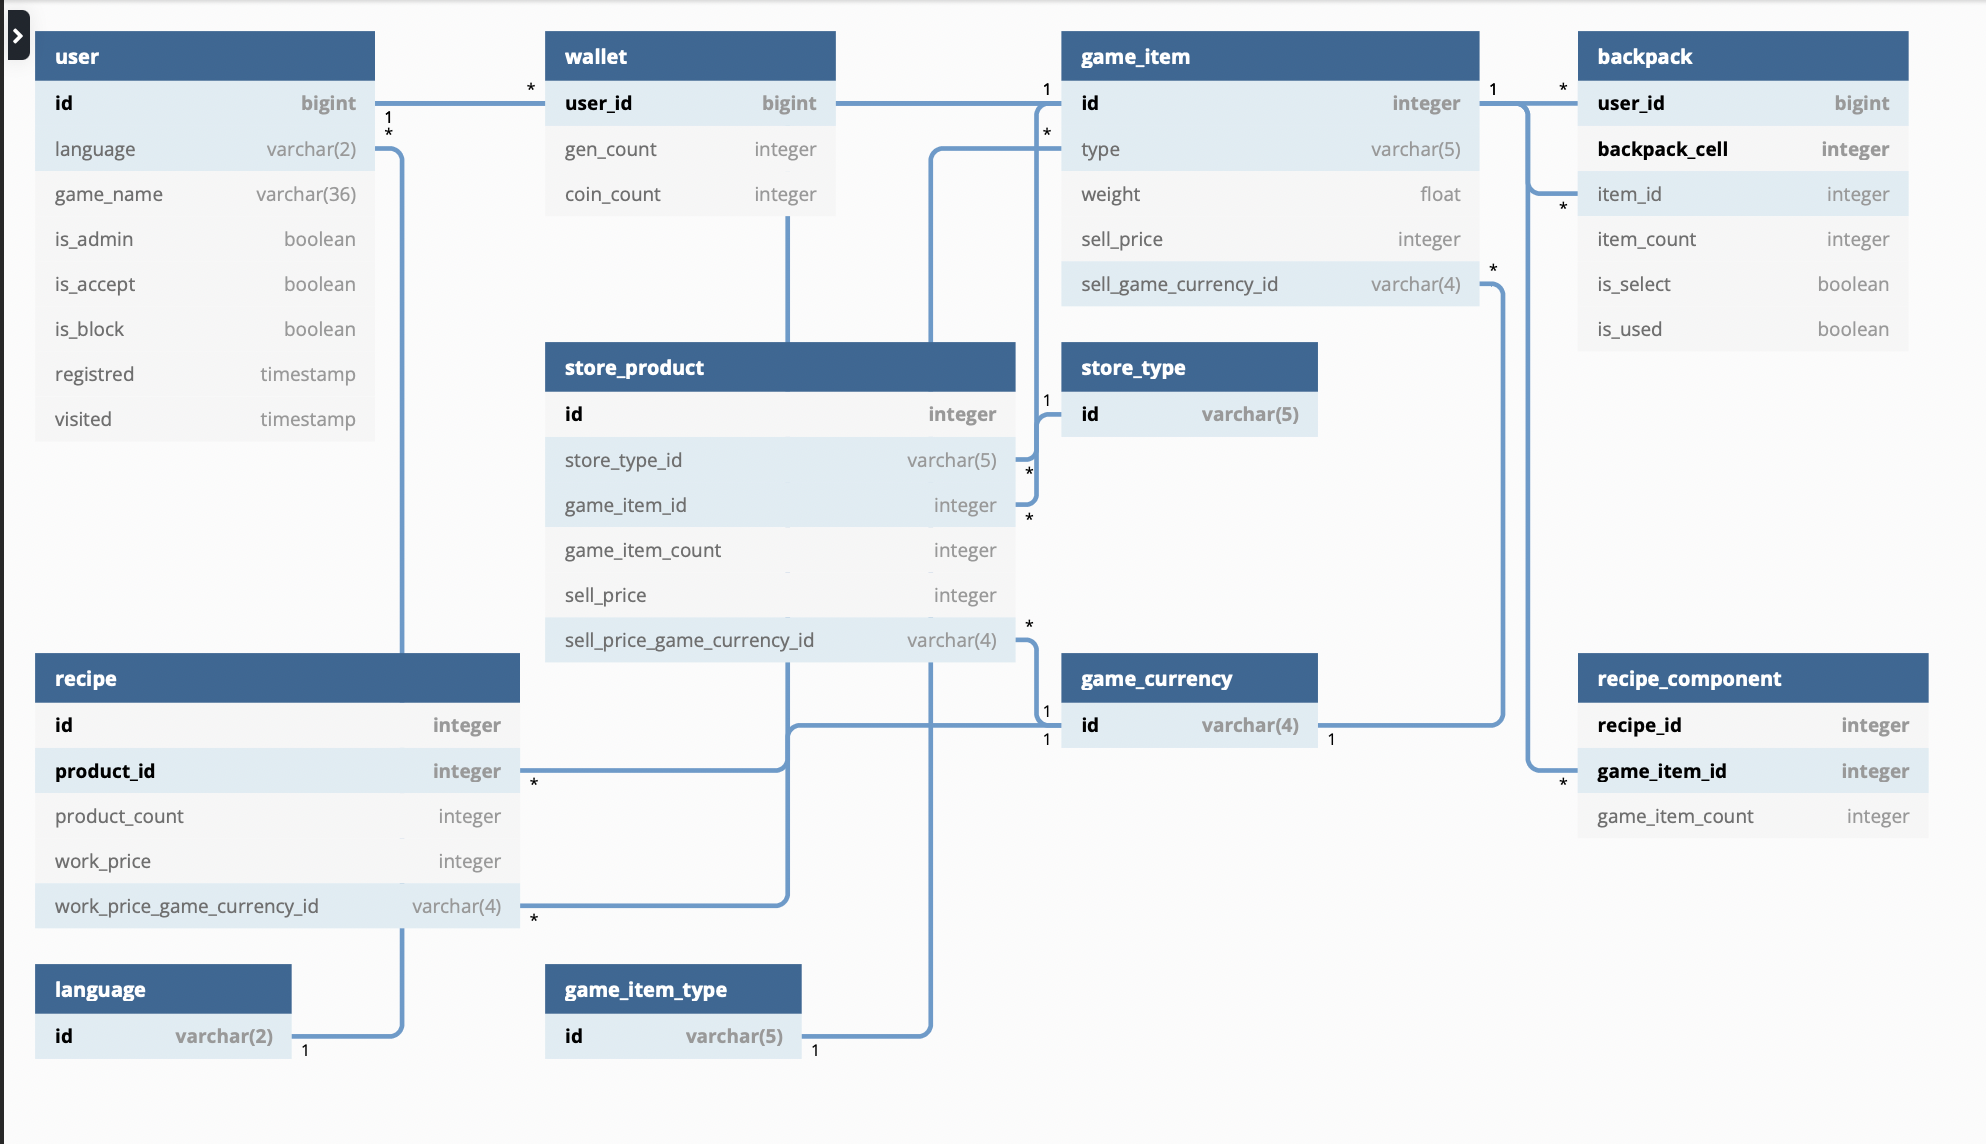 user
id bigint
language varchar(2)
game_name varchar(36)
is_admin boolean
is_accept boolean
is_block boolean
registred timestamp
visited timestamp
1
*
*
wallet
user_id bigint
gen_count integer
coin_count integer
1
*
game_item
id integer
type varchar(5)
weight float
sell_price integer
sell_game_currency_id varchar(4)
1
*
*
*
backpack
user_id bigint
backpack_cell integer
item_id integer
item_count integer
is_select boolean
is_used boolean
store_product
id integer
store_type_id varchar(5)
game_item_id integer
game_item_count integer
sell_price integer
sell_price_game_currency_id varchar(4)
1
*
*
*
store_type
id varchar(5)
recipe
id integer
product_id integer
product_count integer
work_price integer
work_price_game_currency_id varchar(4)
*
*
1
1
game_currency
id varchar(4)
1
*
recipe_component
recipe_id integer
game_item_id integer
game_item_count integer
language
id varchar(2)
1
game_item_type
id varchar(5)
1